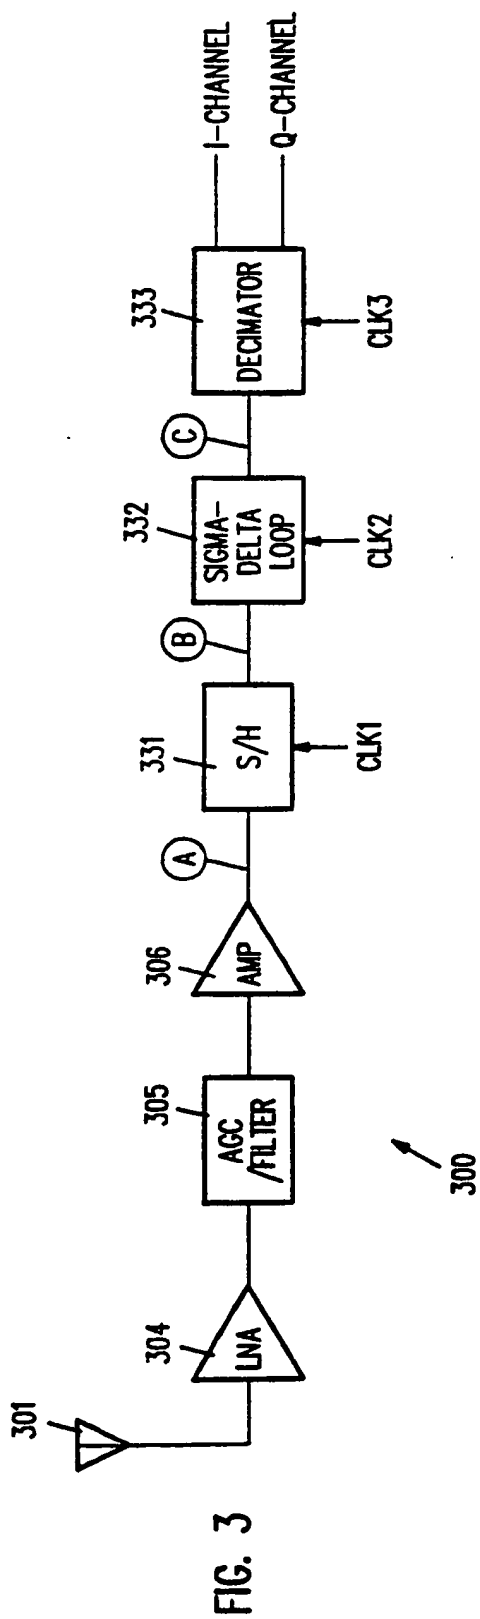 FIG. 3
300
301
304
LNA
305
AGC
/FILTER
306
AMP
A
331
S/H
CLK1
B
332
SIGMA-
DELTA
LOOP
CLK2
C
333
DECIMATOR
CLK3
I-CHANNEL
Q-CHANNEL